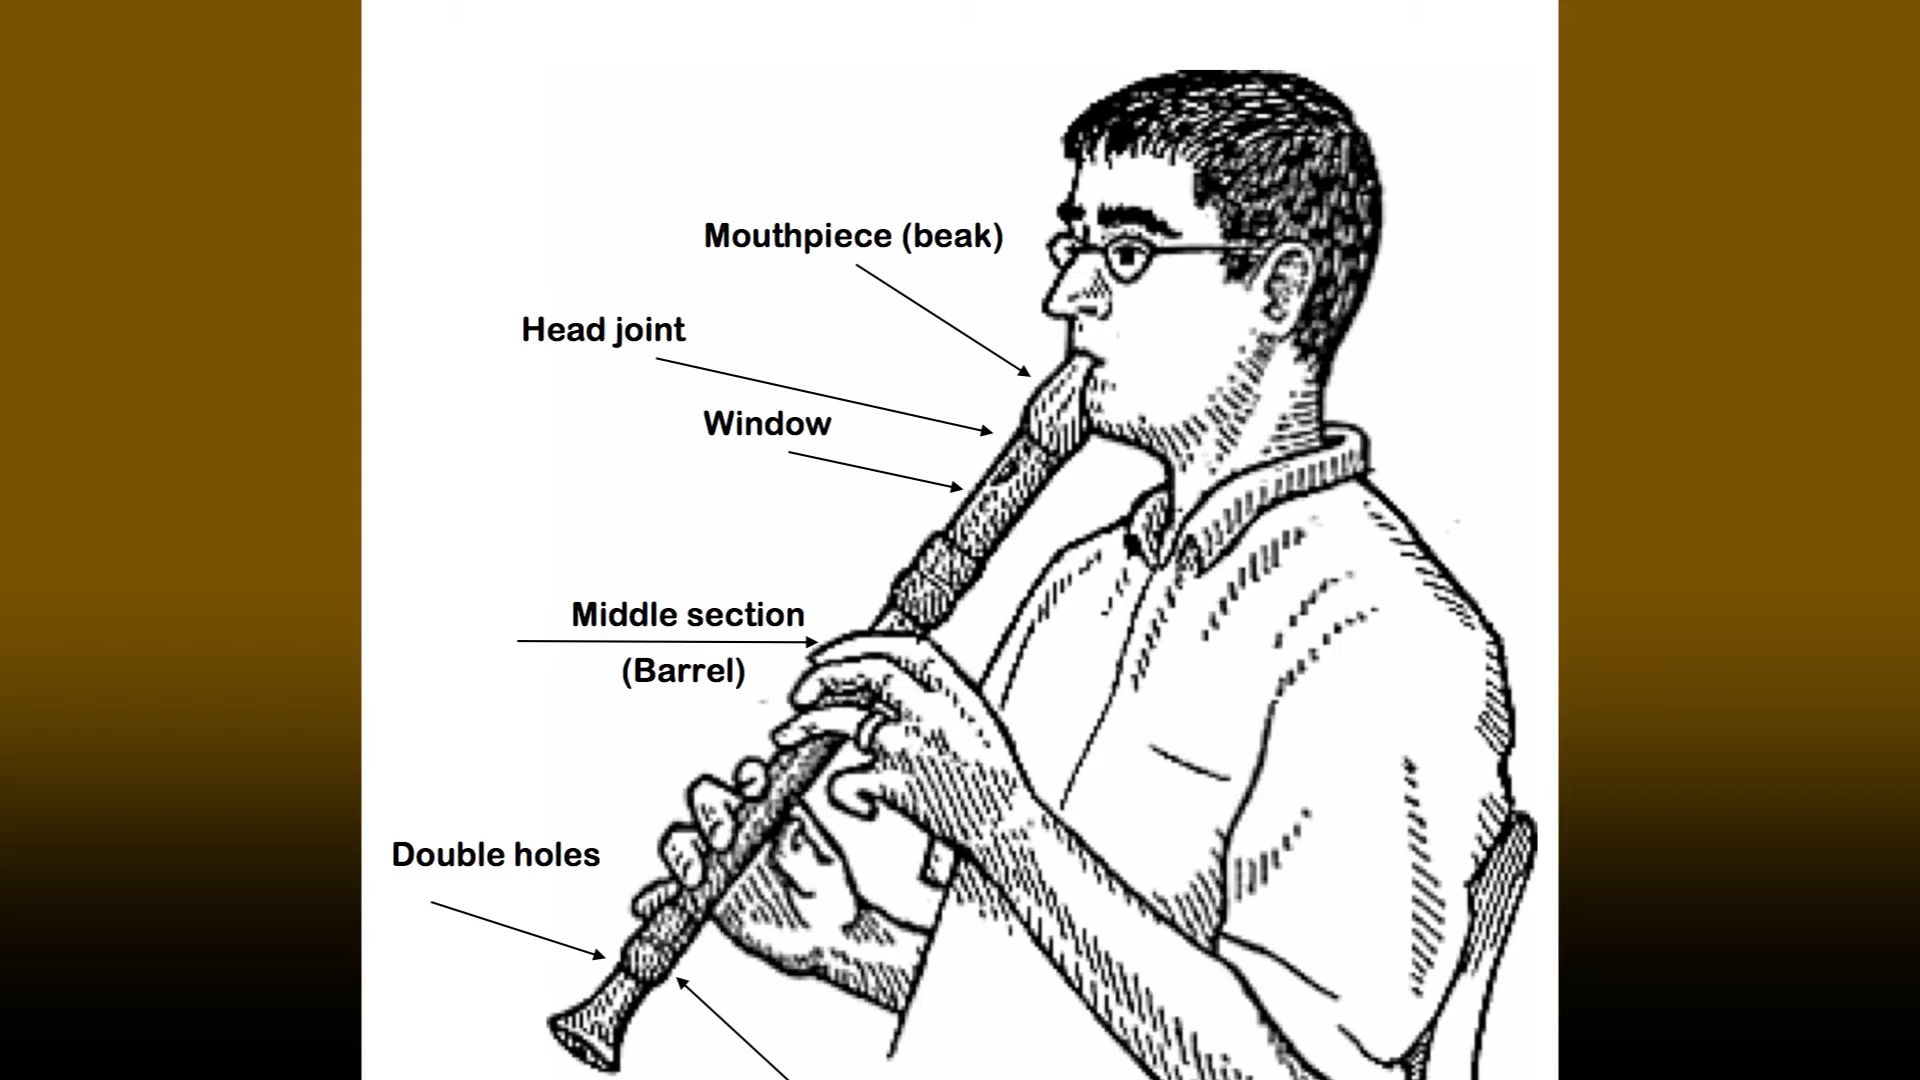 Mouthpiece (beak)
Head joint
Window
Middle section
(Barrel)
Double holes